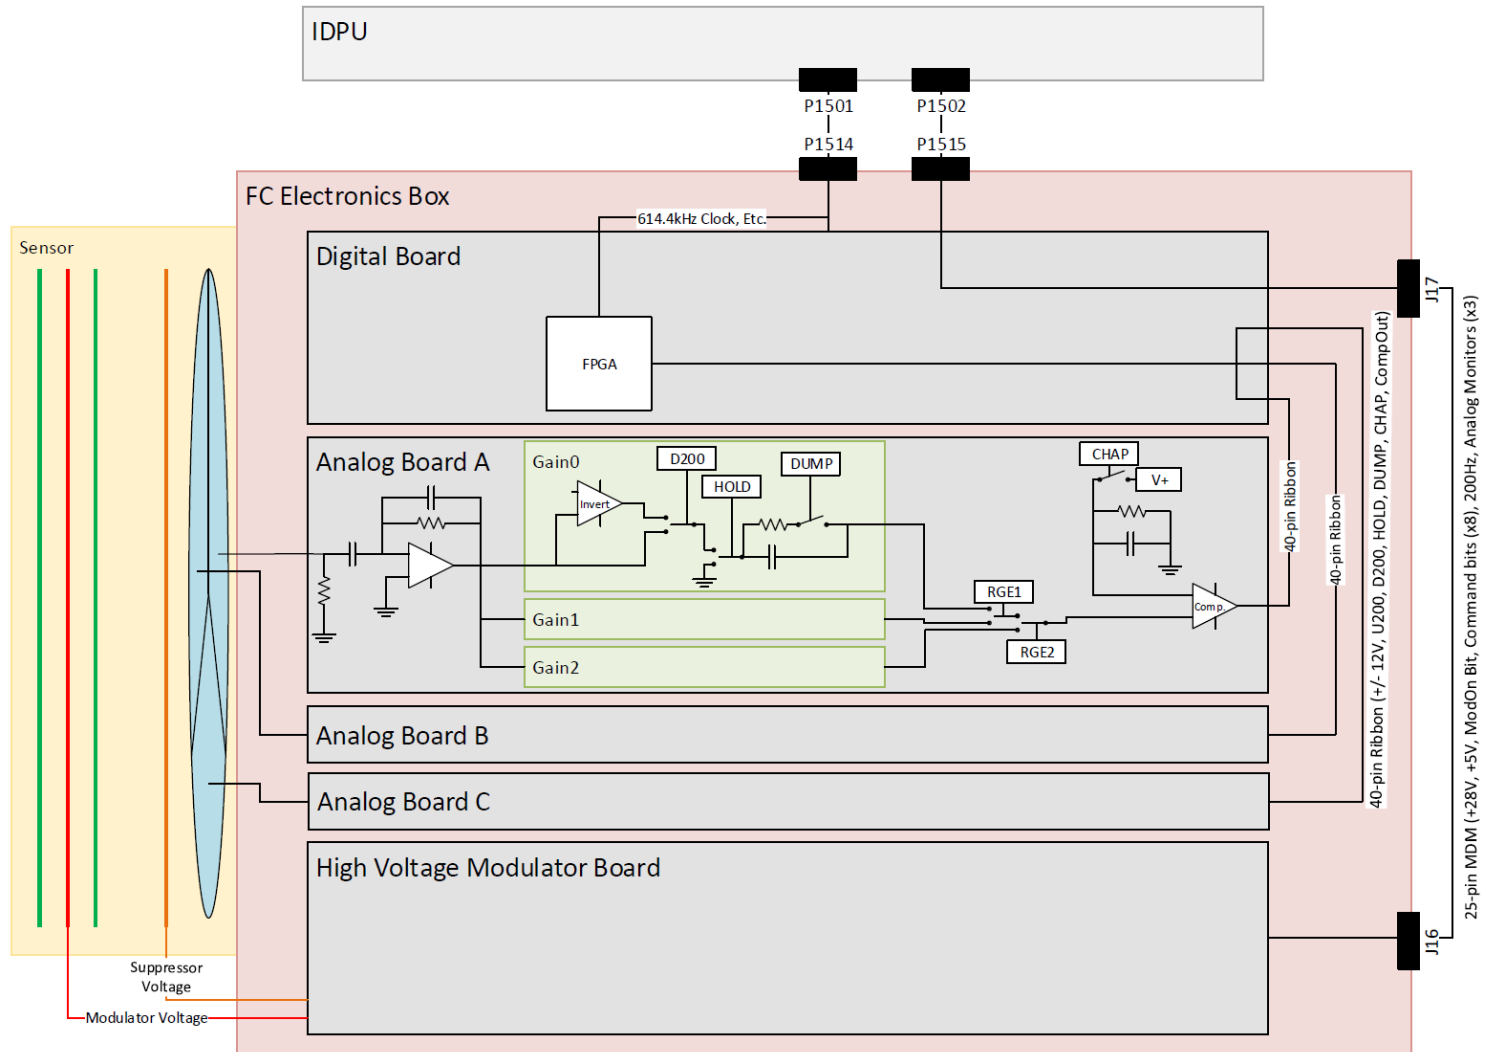 IDPU
P1501
P1502
P1514
P1515
FC Electronics Box
614.4kHz Clock, Etc.
Sensor
Digital Board
J17
FPGA
Analog Board A
Gain0
D200
DUMP
HOLD
Invert
CHAP
V+
RGE1
Comp.
Gain1
RGE2
Gain2
40-pin Ribbon
40-pin Ribbon
40-pin Ribbon (+/- 12V, U200, D200, HOLD, DUMP, CHAP, CompOut)
25-pin MDM (+28V, +5V, ModOn Bit, Command bits (x8), 200Hz, Analog Monitors (x3)
Analog Board B
Analog Board C
High Voltage Modulator Board
J16
Suppressor
Voltage
Modulator Voltage